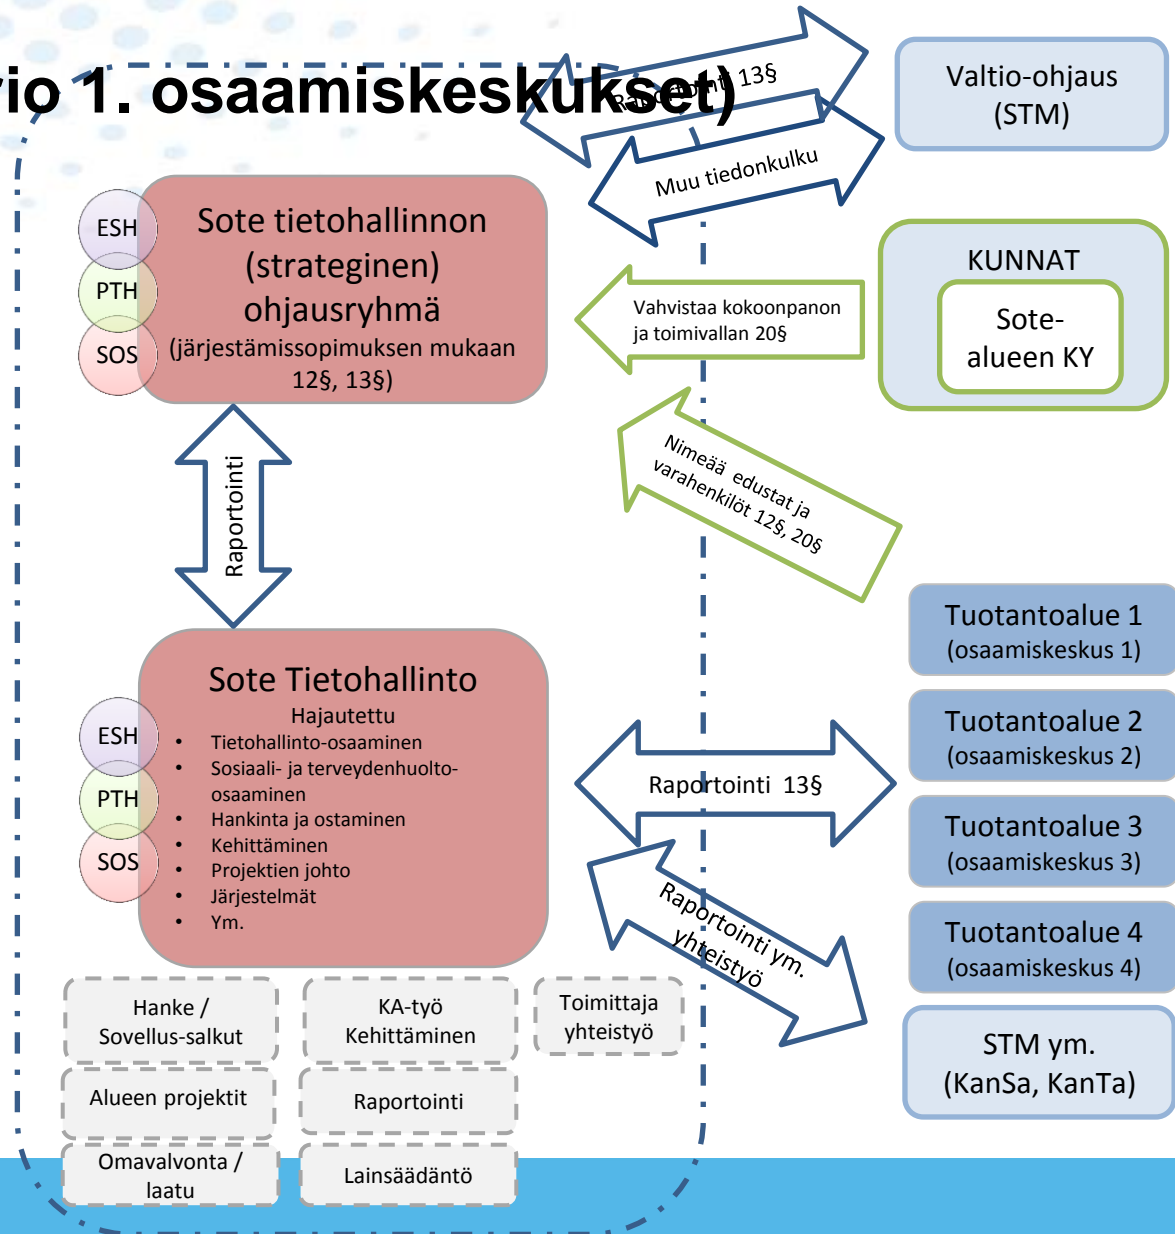 rio 1. osaamiskeskukset)
Raportointi 13§
Muu tiedonkulku
Valtio-ohjaus
(STM)
ESH
PTH
SOS
Sote tietohallinnon
(strateginen)
ohjausryhmä
(järjestämissopimuksen mukaan
12§, 13§)
Vahvistaa kokoonpanon
ja toimivallan 20§
KUNNAT
Sote-
alueen KY
Nimeää edustat ja
varahenkilöt 12§, 20§
Raportointi
Tuotantoalue 1
(osaamiskeskus 1)
Tuotantoalue 2
(osaamiskeskus 2)
Tuotantoalue 3
(osaamiskeskus 3)
Tuotantoalue 4
(osaamiskeskus 4)
ESH
PTH
SOS
Sote Tietohallinto
Hajautettu
• Tietohallinto-osaaminen
• Sosiaali- ja terveydenhuolto-
osaaminen
• Hankinta ja ostaminen
• Kehittäminen
• Projektien johto
• Järjestelmät
• Ym.
Raportointi 13§
Raportointi ym.
yhteistyö
STM ym.
(KanSa, KanTa)
Hanke /
Sovellus-salkut
KA-työ
Kehittäminen
Toimittaja
yhteistyö
Alueen projektit
Raportointi
Omavalvonta /
laatu
Lainsäädäntö